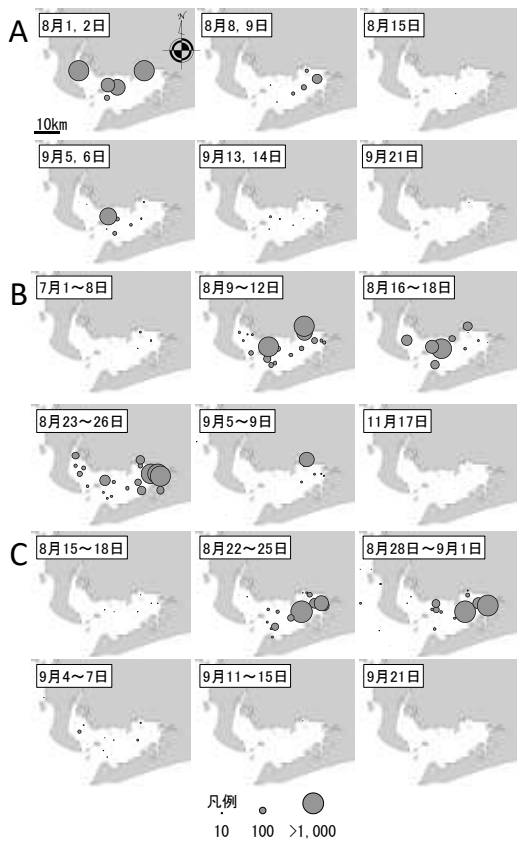 A
8月1, 2日
N
8月8, 9日
8月15日
10km
9月5, 6日
9月13, 14日
9月21日
B
7月1～8日
8月9～12日
8月16～18日
8月23～26日
9月5～9日
11月17日
C
8月15～18日
8月22～25日
8月28日～9月1日
9月4～7日
9月11～15日
9月21日
凡例
10 100 >1,000